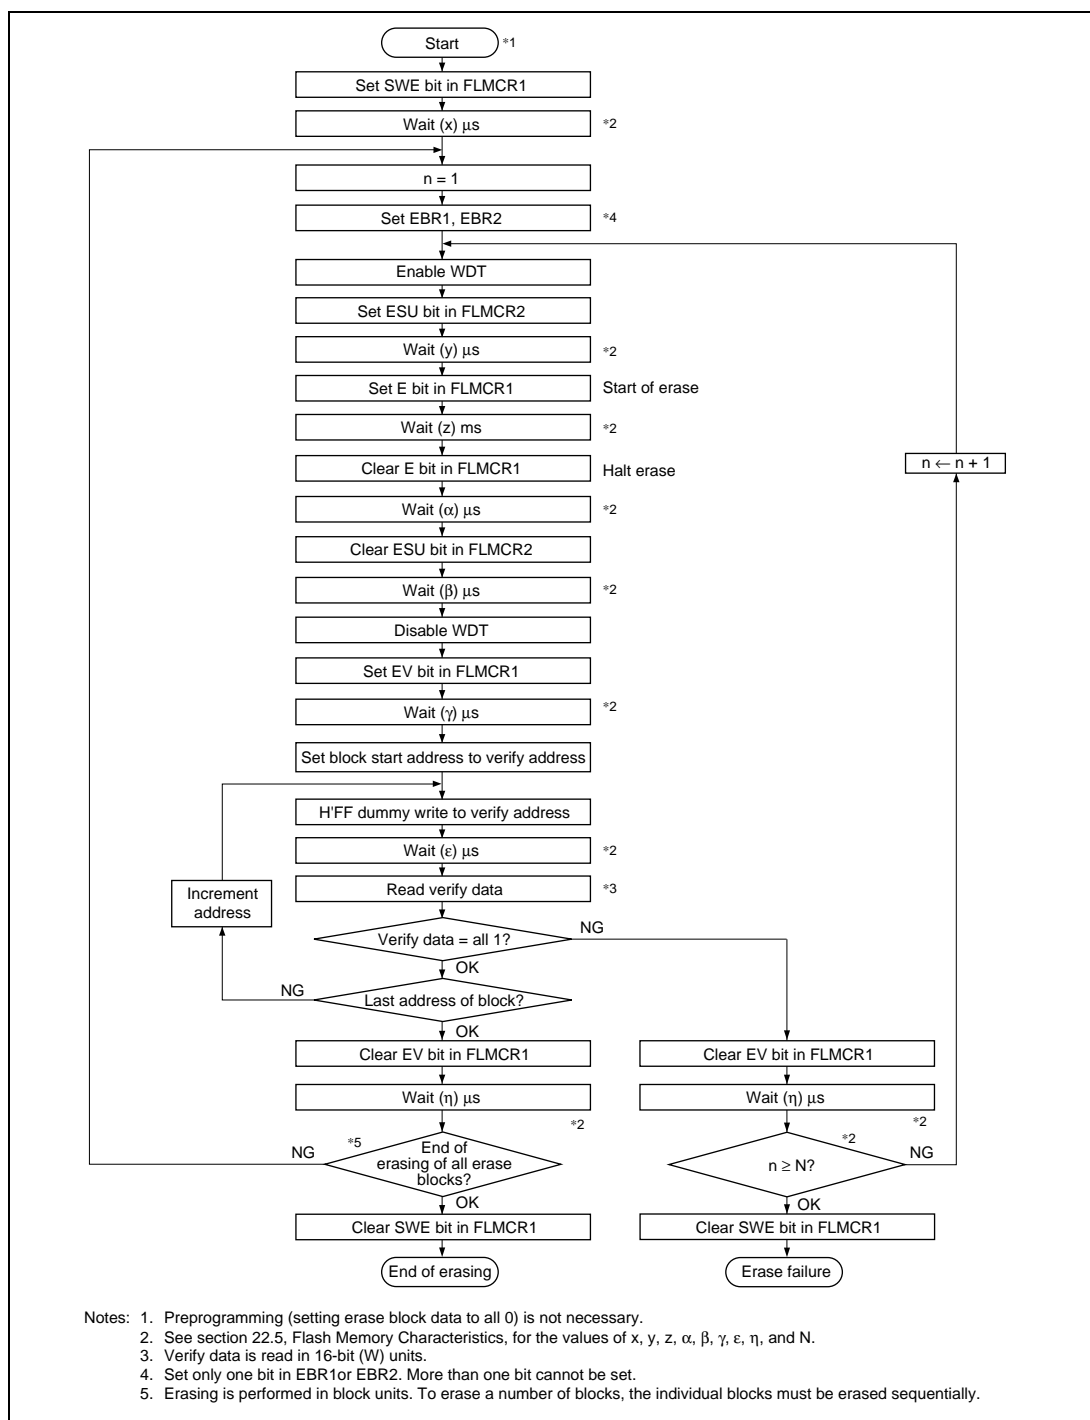 Start *1
Set SWE bit in FLMCR1
Wait (x) μs *2
n = 1
Set EBR1, EBR2 *4
Enable WDT
Set ESU bit in FLMCR2
Wait (y) μs *2
Set E bit in FLMCR1 Start of erase
Wait (z) ms *2
Clear E bit in FLMCR1 Halt erase
n ← n + 1
Wait (α) μs *2
Clear ESU bit in FLMCR2
Wait (β) μs *2
Disable WDT
Set EV bit in FLMCR1
Wait (γ) μs *2
Set block start address to verify address
H'FF dummy write to verify address
Wait (ε) μs *2
Increment
address
Read verify data *3
Verify data = all 1? NG
OK
NG Last address of block?
OK
Clear EV bit in FLMCR1 Clear EV bit in FLMCR1
Wait (η) μs Wait (η) μs
*2 *2
NG *5 End of
erasing of all erase
blocks?
*2 n ≥ N? NG
OK OK
Clear SWE bit in FLMCR1 Clear SWE bit in FLMCR1
End of erasing Erase failure
Notes: 1. Preprogramming (setting erase block data to all 0) is not necessary.
2. See section 22.5, Flash Memory Characteristics, for the values of x, y, z, α, β, γ, ε, η, and N.
3. Verify data is read in 16-bit (W) units.
4. Set only one bit in EBR1or EBR2. More than one bit cannot be set.
5. Erasing is performed in block units. To erase a number of blocks, the individual blocks must be erased sequentially.